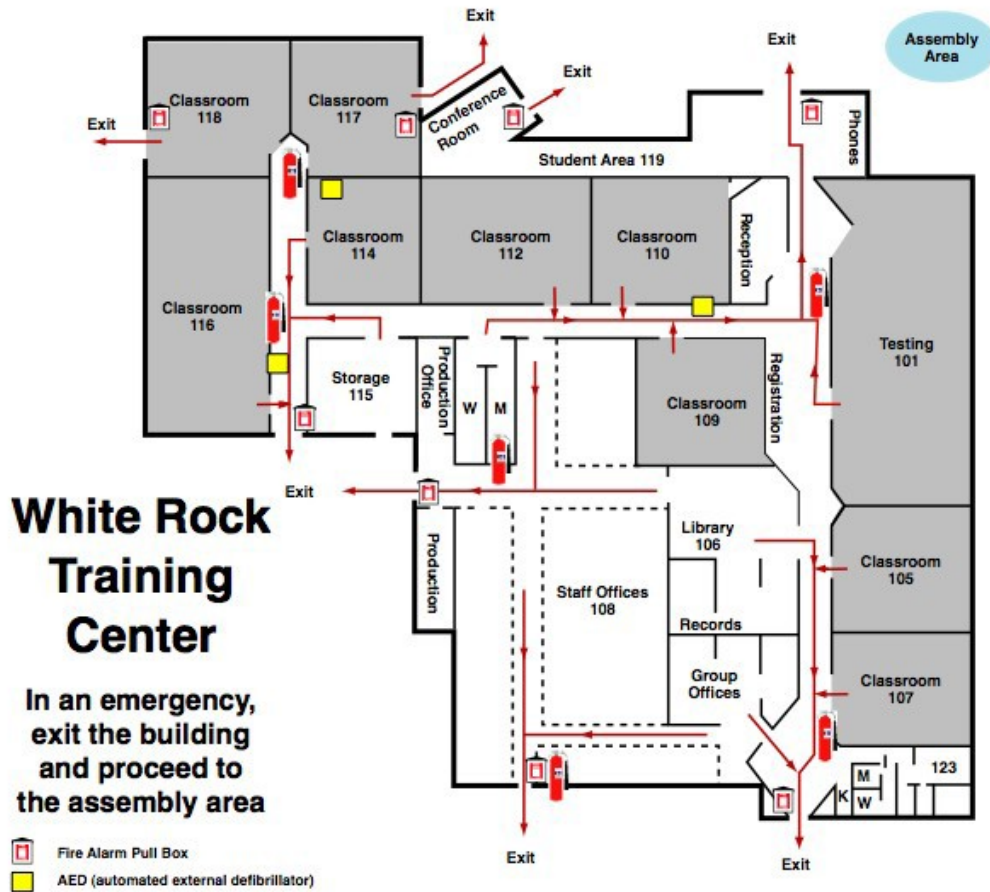 Exit
Exit
Assembly
Area
Exit
Classroom
118
Classroom
117
Conference
Room
Exit
Phones
Student Area 119
Classroom
114
Classroom
112
Classroom
110
Reception
Classroom
116
Testing
101
Storage
115
Production
Office
W
M
Classroom
109
Registration
Exit
Exit
White Rock
Training
Center
Production
Library
106
Classroom
105
Staff Offices
108
Records
Group
Offices
Classroom
107
In an emergency,
exit the building
and proceed to
the assembly area
M
K
W
123
Fire Alarm Pull Box
AED (automated external defibrillator)
Exit
Exit